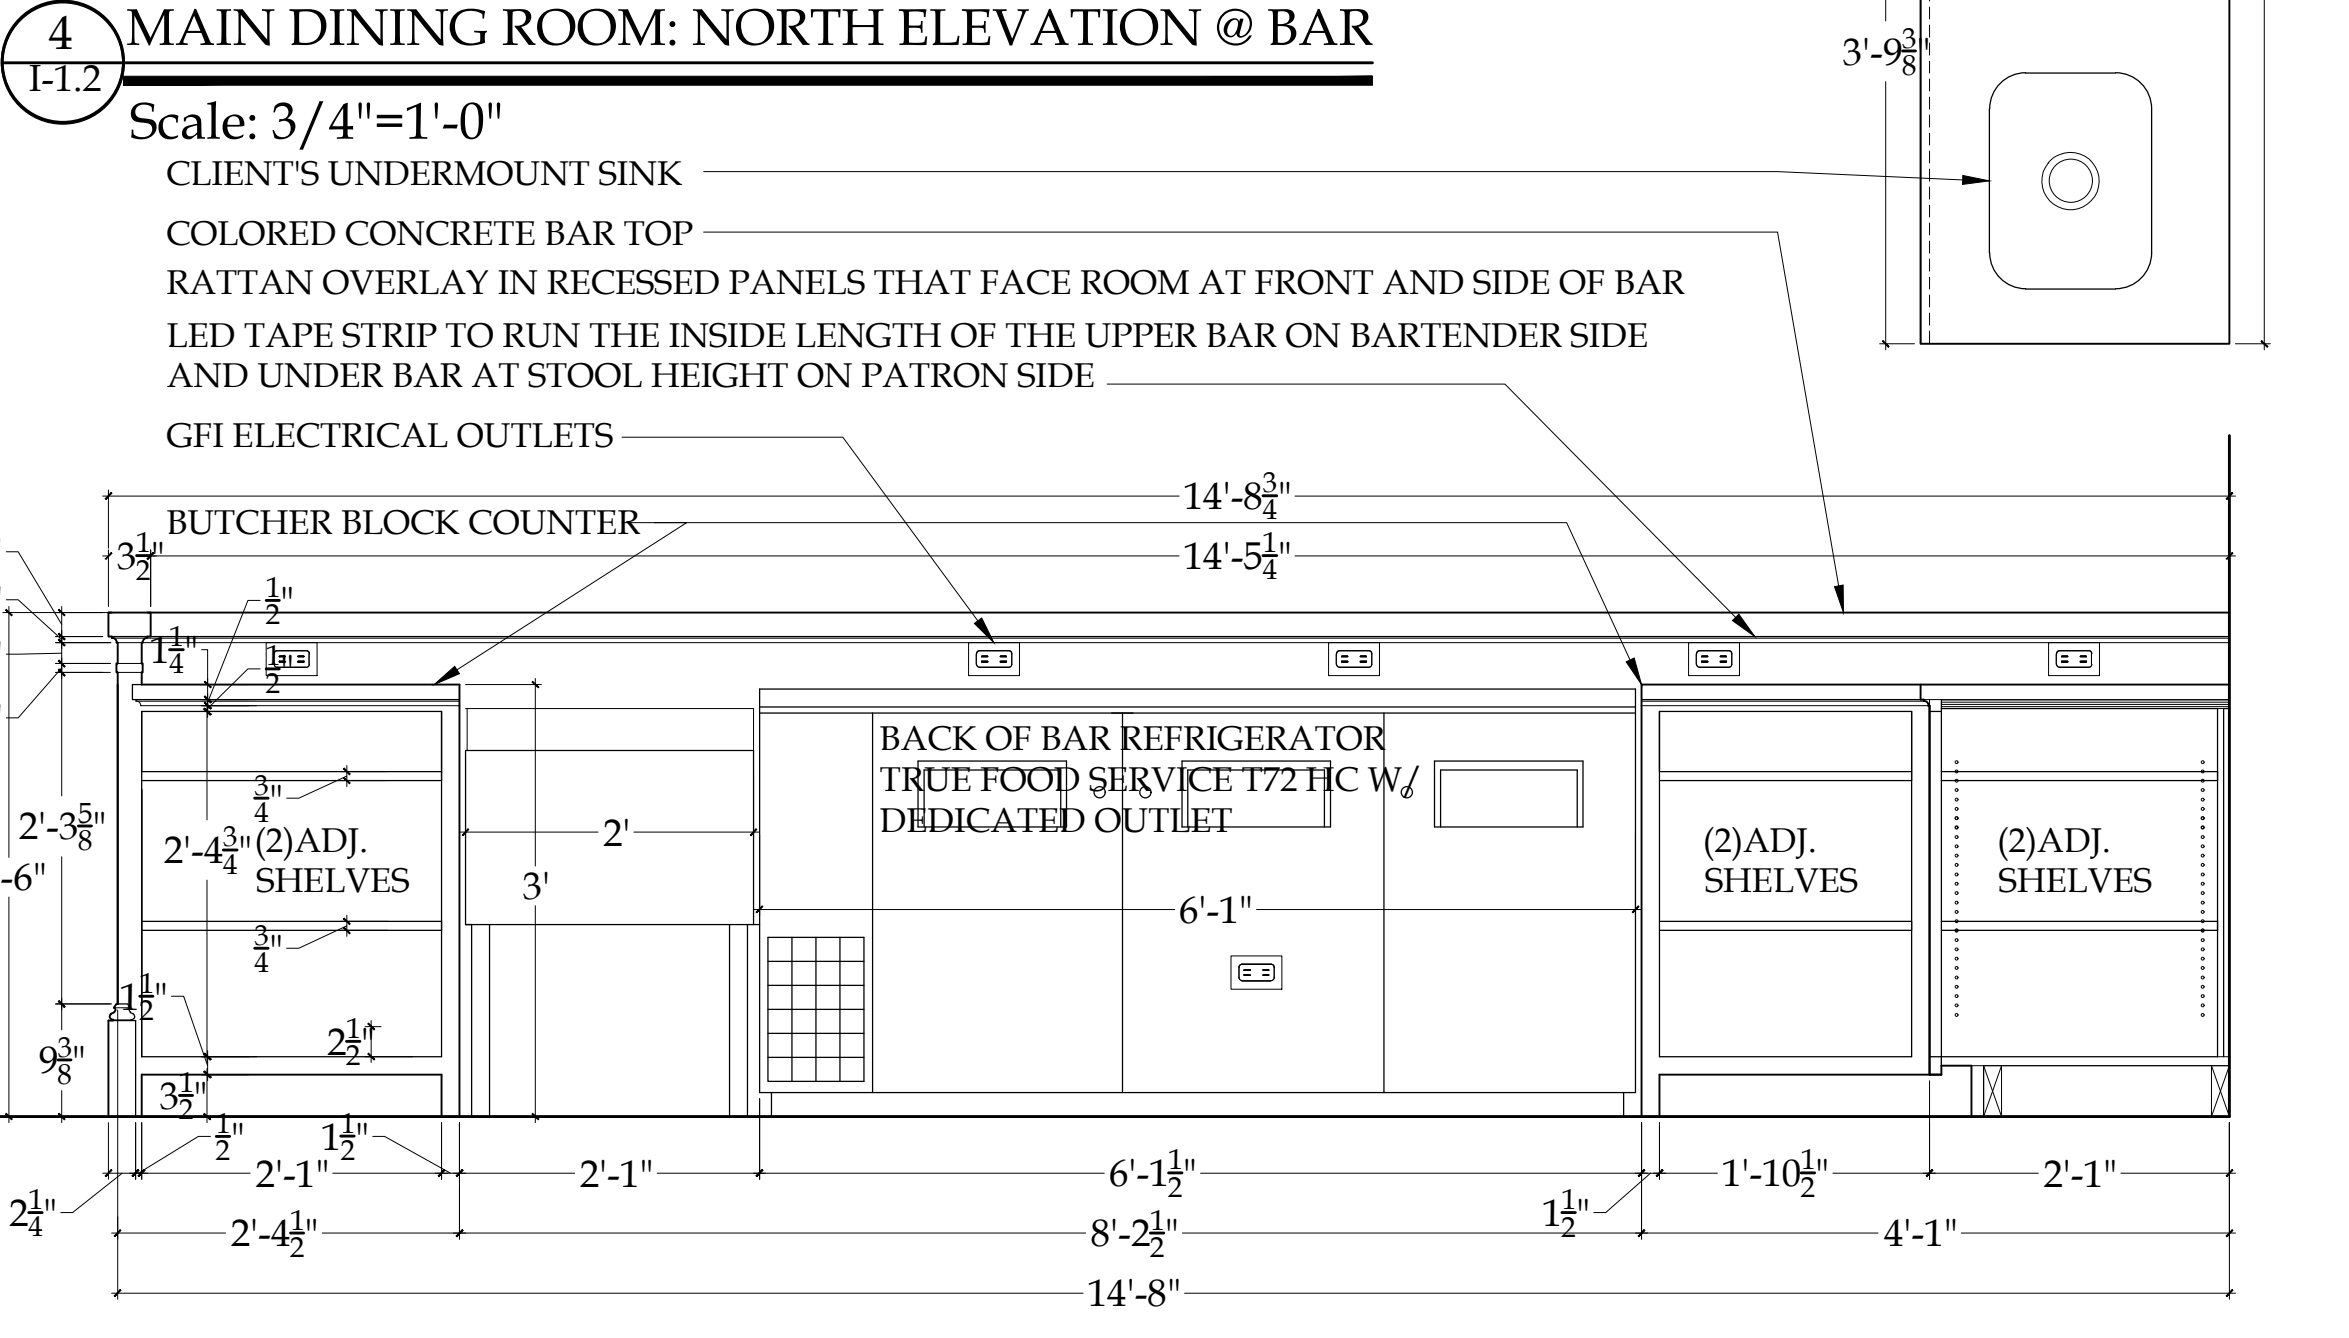 4
I-1.2
MAIN DINING ROOM: NORTH ELEVATION @ BAR
Scale: 3/4"=1'-0"
3'-9 3/8"
CLIENT'S UNDERMOUNT SINK
COLORED CONCRETE BAR TOP
RATTAN OVERLAY IN RECESSED PANELS THAT FACE ROOM AT FRONT AND SIDE OF BAR
LED TAPE STRIP TO RUN THE INSIDE LENGTH OF THE UPPER BAR ON BARTENDER SIDE
AND UNDER BAR AT STOOL HEIGHT ON PATRON SIDE
GFI ELECTRICAL OUTLETS
14'-8 3/4"
BUTCHER BLOCK COUNTER
3 1/2"
14'-5 1/4"
1/2"
1 1/4"
1/2"
BACK OF BAR REFRIGERATOR
TRUE FOOD SERVICE T72 HC W/
DEDICATED OUTLET
3/4"
2'-3 5/8"
2'-4 3/4"
(2)ADJ.
SHELVES
2'
(2)ADJ.
SHELVES
(2)ADJ.
SHELVES
-6"
3'
6'-1"
3/4"
1 1/2"
2 1/2"
9 3/8"
3 1/2"
1/2"
1 1/2"
2'-1"
2'-1"
6'-1 1/2"
1'-10 1/2"
2'-1"
2 1/4"
1 1/2"
2'-4 1/2"
8'-2 1/2"
4'-1"
14'-8"